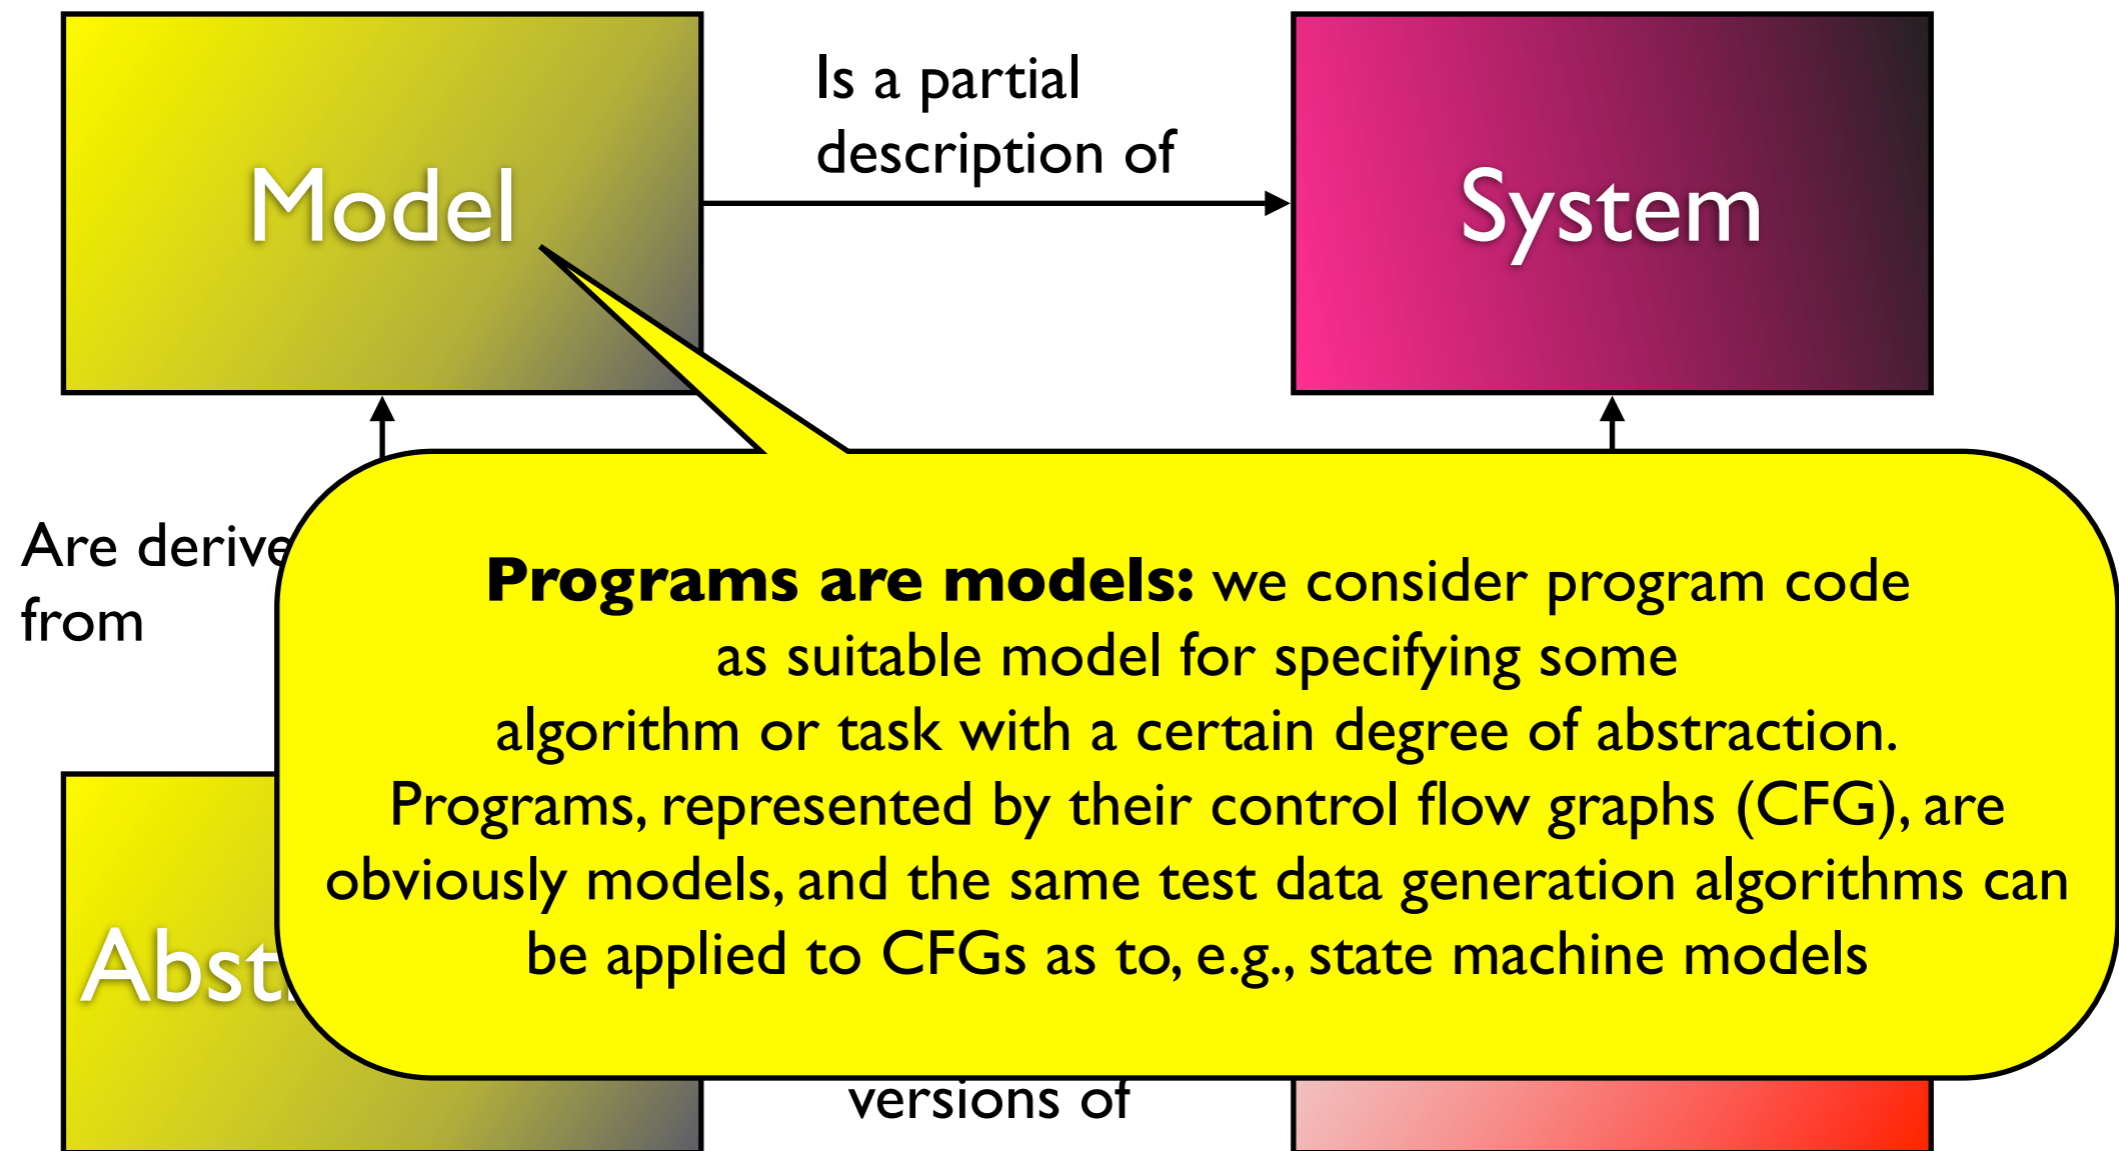 Is a partial
description of
Model
System
Are derive
from
Programs are models: we consider program code
as suitable model for specifying some
algorithm or task with a certain degree of abstraction.
Programs, represented by their control flow graphs (CFG), are
obviously models, and the same test data generation algorithms can
be applied to CFGs as to, e.g., state machine models
Abst
versions of